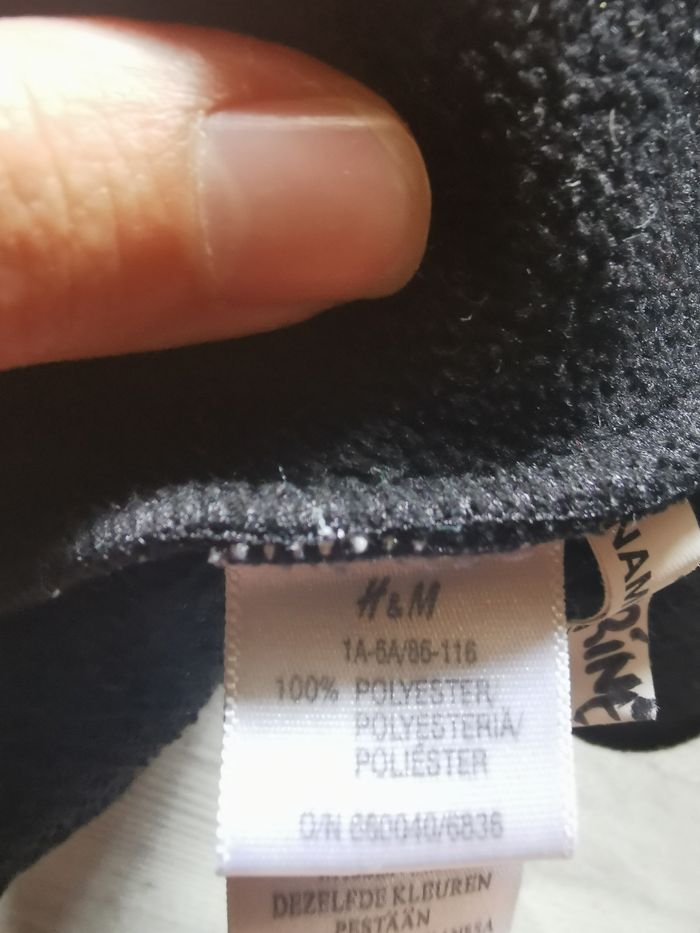 H&M
1A-6A/86-116
100% POLYESTER/
POLYESTERIA/
POLIÉSTER
O/N 660040/6836
DEZELFDE KLEUREN
PESTÄÄN